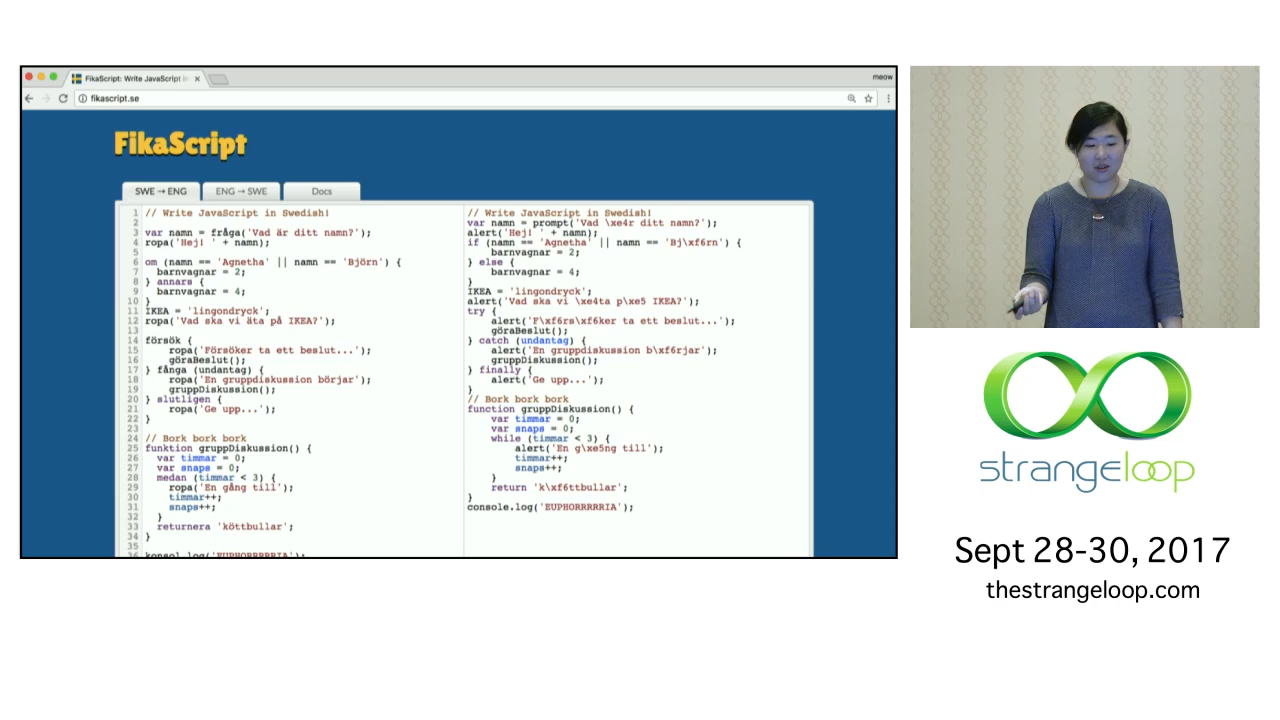 FikaScript: Write JavaScript in
meow
fikascript.se
FikaScript
SWE → ENG
ENG → SWE
Docs
1 // Write JavaScript in Swedish!
2
3 var namn = fråga('Vad är ditt namn?');
4 ropa('Hej! ' + namn);
5
6 om (namn == 'Agnetha' || namn == 'Björn') {
7 barnvagnar = 2;
8 } annars {
9 barnvagnar = 4;
10 }
11 IKEA = 'lingondryck';
12 ropa('Vad ska vi äta på IKEA?');
13
14 försök {
15 ropa('Försöker ta ett beslut...');
16 göraBeslut();
17 } fånga (undantag) {
18 ropa('En gruppdiskussion börjar');
19 gruppDiskussion();
20 } slutligen {
21 ropa('Ge upp...');
22 }
23
24 // Bork bork bork
25 funktion gruppDiskussion() {
26 var timmar = 0;
27 var snaps = 0;
28 medan (timmar < 3) {
29 ropa('En gång till');
30 timmar++;
31 snaps++;
32 }
33 returnera 'köttbullar';
34 }
35
36 konsol.log('EUPHORRRRRIA');
// Write JavaScript in Swedish!
var namn = prompt('Vad \xe4r ditt namn?');
alert('Hej! ' + namn);
if (namn == 'Agnetha' || namn == 'Bj\xf6rn') {
barnvagnar = 2;
} else {
barnvagnar = 4;
}
IKEA = 'lingondryck';
alert('Vad ska vi \xe4ta p\xe5 IKEA?');
try {
alert('F\xf6rs\xf6ker ta ett beslut...');
göraBeslut();
} catch (undantag) {
alert('En gruppdiskussion b\xf6rjar');
gruppDiskussion();
} finally {
alert('Ge upp...');
}
// Bork bork bork
function gruppDiskussion() {
var timmar = 0;
var snaps = 0;
while (timmar < 3) {
alert('En g\xe5ng till');
timmar++;
snaps++;
}
return 'k\xf6ttbullar';
}
console.log('EUPHORRRRRIA');
strangeloop
Sept 28-30, 2017
thestrangeloop.com